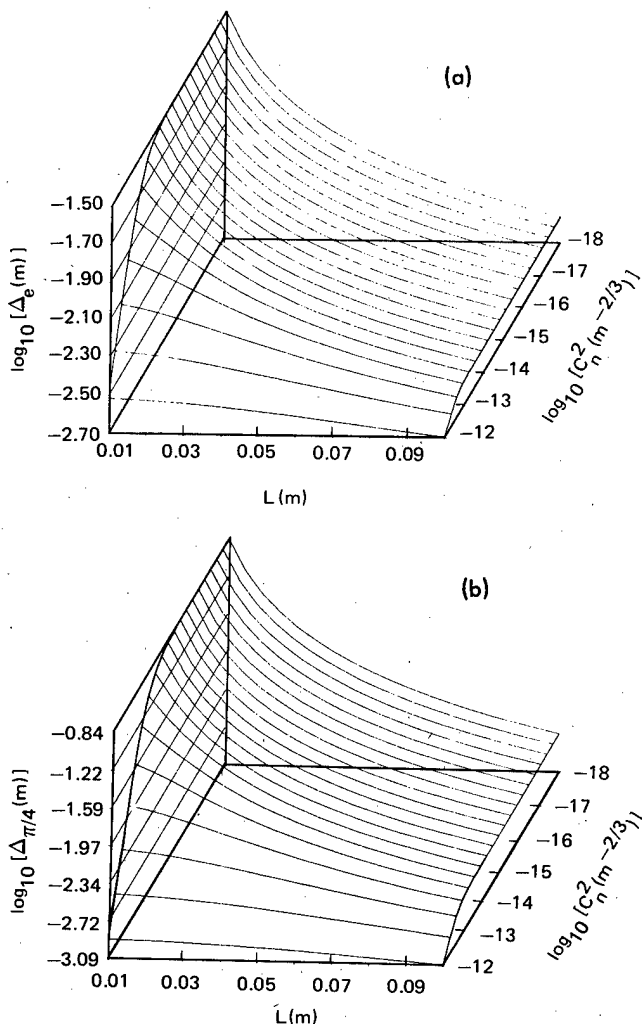 (a)
−1.50
−1.70
−1.90
−2.10
−2.30
−2.50
−2.70
log₁₀ [Δₑ (m)]
0.01 0.03 0.05 0.07 0.09
L (m)
−18
−17
−16
−15
−14
−13
−12
log₁₀ [Cₙ² (m⁻²/³)]
(b)
−0.84
−1.22
−1.59
−1.97
−2.34
−2.72
−3.09
log₁₀ [Δπ/4 (m)]
0.01 0.03 0.05 0.07 0.09
L (m)
−18
−17
−16
−15
−14
−13
−12
log₁₀ [Cₙ² (m⁻²/³)]